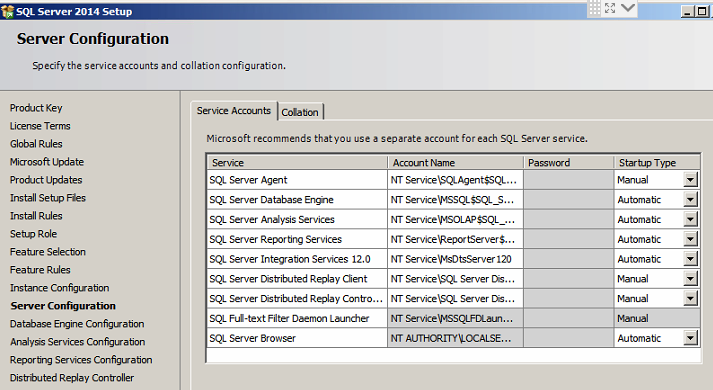 SQL Server 2014 Setup
Server Configuration
Specify the service accounts and collation configuration.
Product Key
License Terms
Global Rules
Microsoft Update
Product Updates
Install Setup Files
Install Rules
Setup Role
Feature Selection
Feature Rules
Instance Configuration
Server Configuration
Database Engine Configuration
Analysis Services Configuration
Reporting Services Configuration
Distributed Replay Controller
Service Accounts Collation
Microsoft recommends that you use a separate account for each SQL Server service.
Service Account Name Password Startup Type
SQL Server Agent NT Service\SQLAgent$SQL... Manual
SQL Server Database Engine NT Service\MSSQL$SQL_S... Automatic
SQL Server Analysis Services NT Service\MSOLAP$SQL_... Automatic
SQL Server Reporting Services NT Service\ReportServer$... Automatic
SQL Server Integration Services 12.0 NT Service\MsDtsServer120 Automatic
SQL Server Distributed Replay Client NT Service\SQL Server Dis... Manual
SQL Server Distributed Replay Contro... NT Service\SQL Server Dis... Manual
SQL Full-text Filter Daemon Launcher NT Service\MSSQLFDLaun... Manual
SQL Server Browser NT AUTHORITY\LOCALSE... Automatic